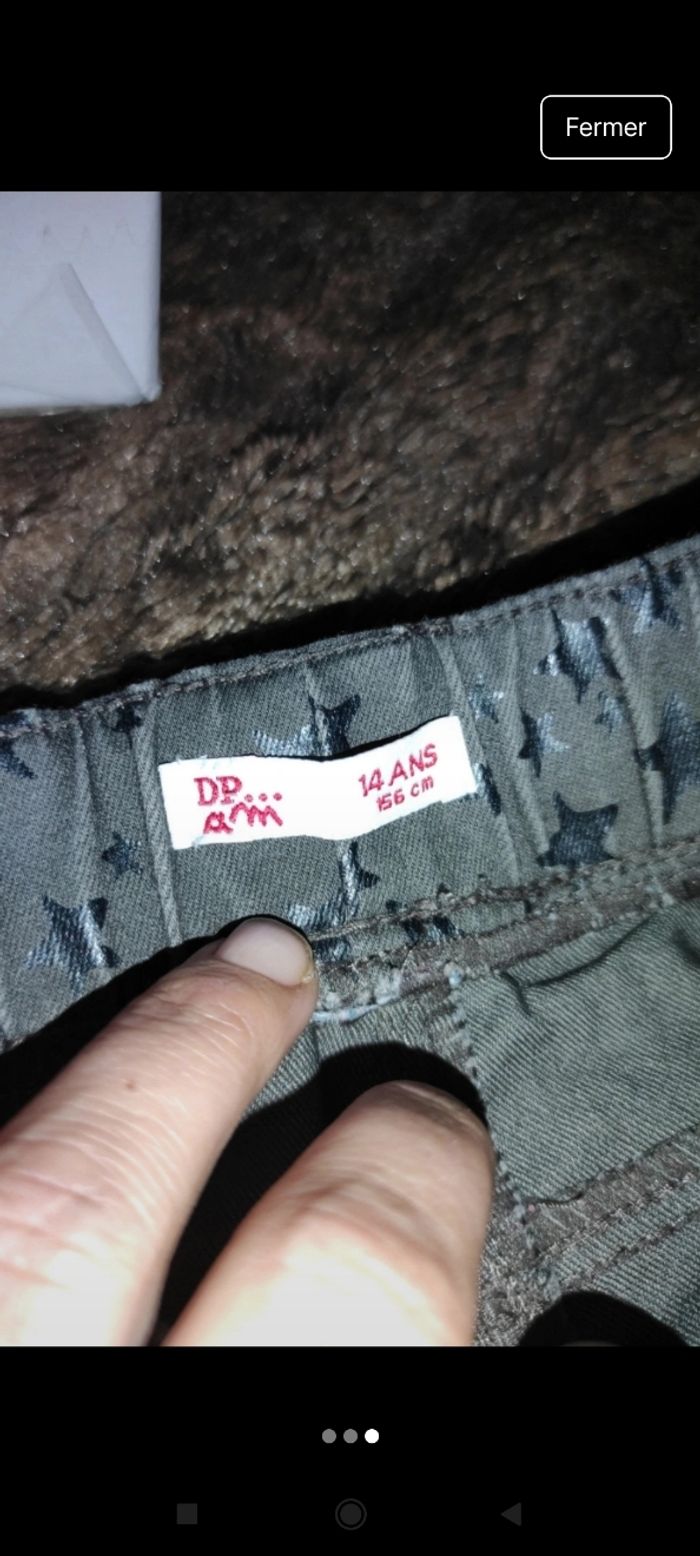 Fermer
DP...
am
14 ANS
156 cm